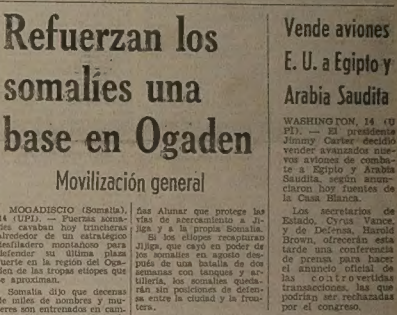 Refuerzan los
somalíes una
base en Ogaden
Movilización general
MOGADISCIO (Somalia),
14 (UPI). — Fuerzas soma-
líes cavaban hoy trincheras
alrededor de un estratégico
desfiladero montañoso para
defender su última plaza
fuerte en la región del Oga-
den de las tropas etíopes que
se aproximan.
Somalia dijo que decenas
de miles de hombres y mu-
jeres son entrenados en cam-
ñas Ahmar que protege las
vías de acercamiento a Ji-
jiga y a la propia Somalia.
Si los etíopes recapturan
Jijiga, que cayó en poder de
los somalíes en agosto después
de una batalla de dos
semanas con tanques y ar-
tillería, los somalíes queda-
rán sin posiciones de defen-
sa entre la ciudad y la fron-
tera.
Vende aviones
E. U. a Egipto y
Arabia Saudita
WASHINGTON, 14 (U
PI). — El presidente
Jimmy Carter decidió
vender avanzados nue-
vos aviones de comba-
te a Egipto y Arabia
Saudita, según anun-
ciaron hoy fuentes de
la Casa Blanca.
Los secretarios de
Estado, Cyrus Vance,
y de Defensa, Harold
Brown, ofrecerán esta
tarde una conferencia
de prensa para hacer
el anuncio oficial de
las controvertidas
transacciones, las que
podrían ser rechazadas
por el congreso.